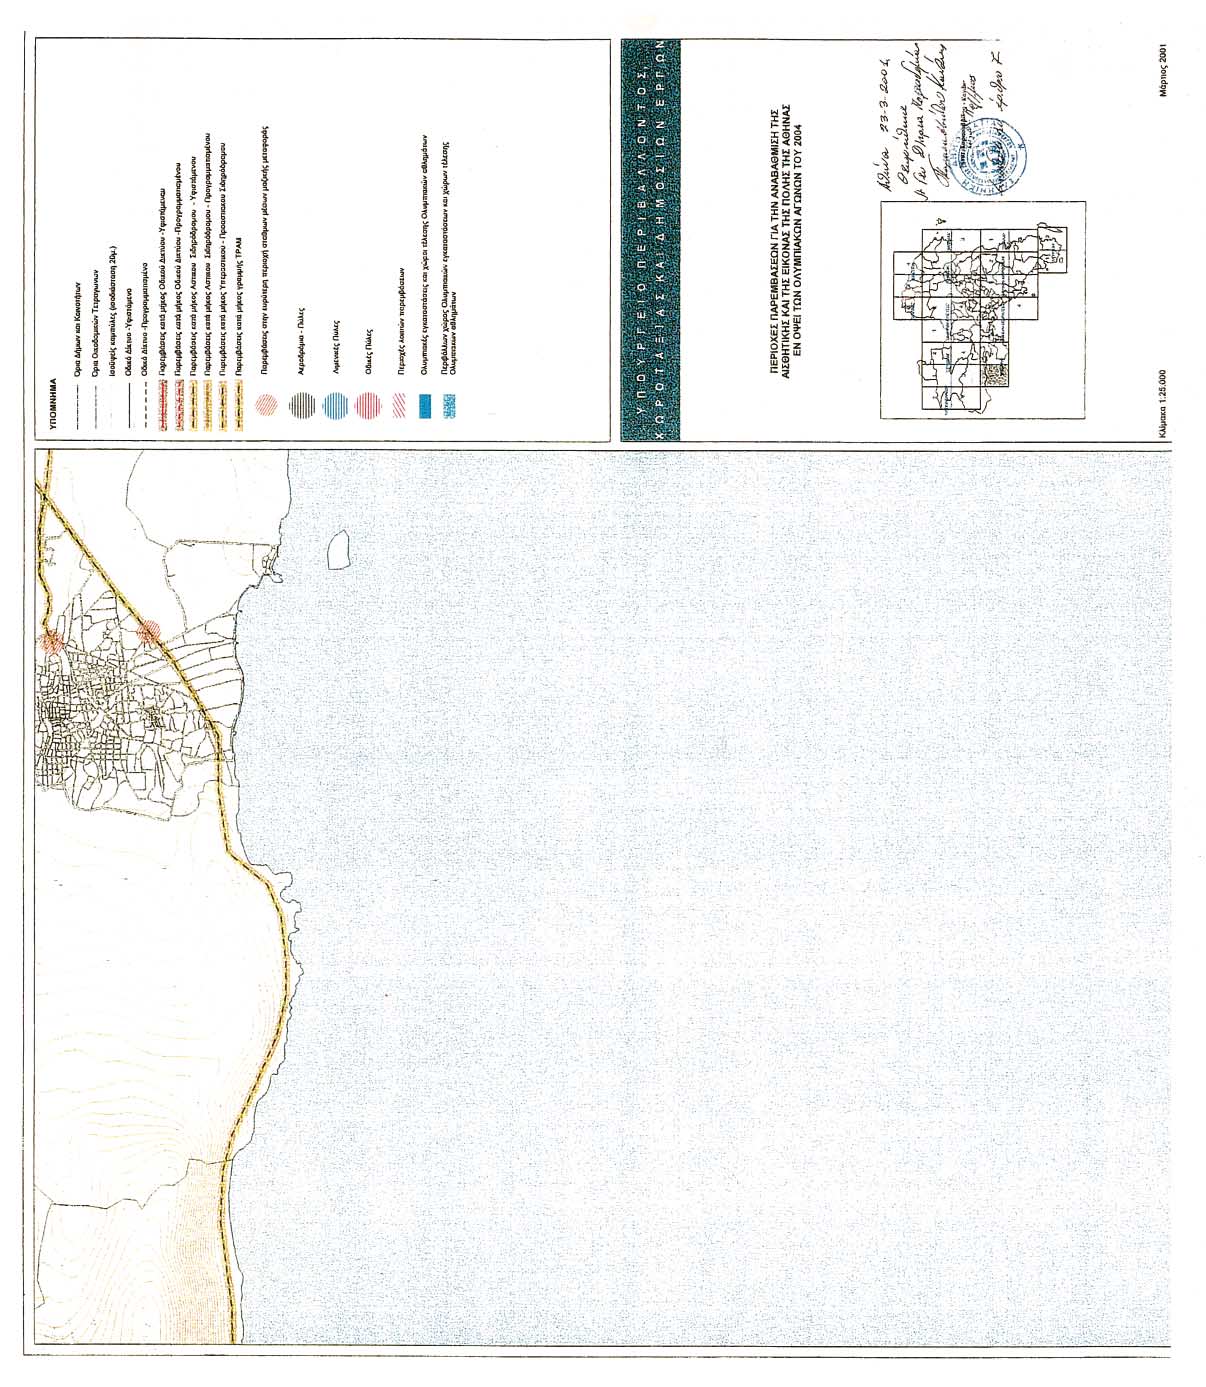 ΥΠΟΜΝΗΜΑ
Όρια Δήμων και Κοινοτήτων
Όρια Οικοδομικών Τετραγώνων
Ισοϋψείς καμπύλες (ισοδιάσταση 20μ.)
Οδικό Δίκτυο -Υφιστάμενο
Οδικό Δίκτυο -Προγραμματισμένο
Παρεμβάσεις κατά μήκος Οδικού Δικτύου -Υφιστάμενου
Παρεμβάσεις κατά μήκος Οδικού Δικτύου -Προγραμματισμένου
Παρεμβάσεις κατά μήκος Αστικού Σιδηρόδρομου - Υφιστάμενου
Παρεμβάσεις κατά μήκος Αστικού Σιδηρόδρομου - Προγραμματισμένου
Παρεμβάσεις κατά μήκος Υπεραστικού - Προαστιακού Σιδηρόδρομου
Παρεμβάσεις κατά μήκος γραμμής ΤΡΑΜ
Παρεμβάσεις στην ευρύτερη περιοχή σταθμών μέσων μαζικής μεταφοράς
Αεροδρόμια - Πύλες
Λιμενικές Πύλες
Οδικές Πύλες
Περιοχές λοιπών παρεμβάσεων
Ολυμπιακές εγκαταστάσεις και χώροι τέλεσης Ολυμπιακών αθλημάτων
Περιβάλλων χώρος Ολυμπιακών εγκαταστάσεων και χώρων τέλεσης
Ολυμπιακών αθλημάτων
ΥΠΟΥΡΓΕΙΟ ΠΕΡΙΒΑΛΛΟΝΤΟΣ,
ΧΩΡΟΤΑΞΙΑΣ ΚΑΙ ΔΗΜΟΣΙΩΝ ΕΡΓΩΝ
ΠΕΡΙΟΧΕΣ ΠΑΡΕΜΒΑΣΕΩΝ ΓΙΑ ΤΗΝ ΑΝΑΒΑΘΜΙΣΗ ΤΗΣ
ΑΙΣΘΗΤΙΚΗΣ ΚΑΙ ΤΗΣ ΕΙΚΟΝΑΣ ΤΗΣ ΠΟΛΗΣ ΤΗΣ ΑΘΗΝΑΣ
ΕΝ ΟΨΕΙ ΤΩΝ ΟΛΥΜΠΙΑΚΩΝ ΑΓΩΝΩΝ ΤΟΥ 2004
Αθήνα 23-3-2001
Θεωρήθηκε
Κλίμακα 1:25.000
Μάρτιος 2001